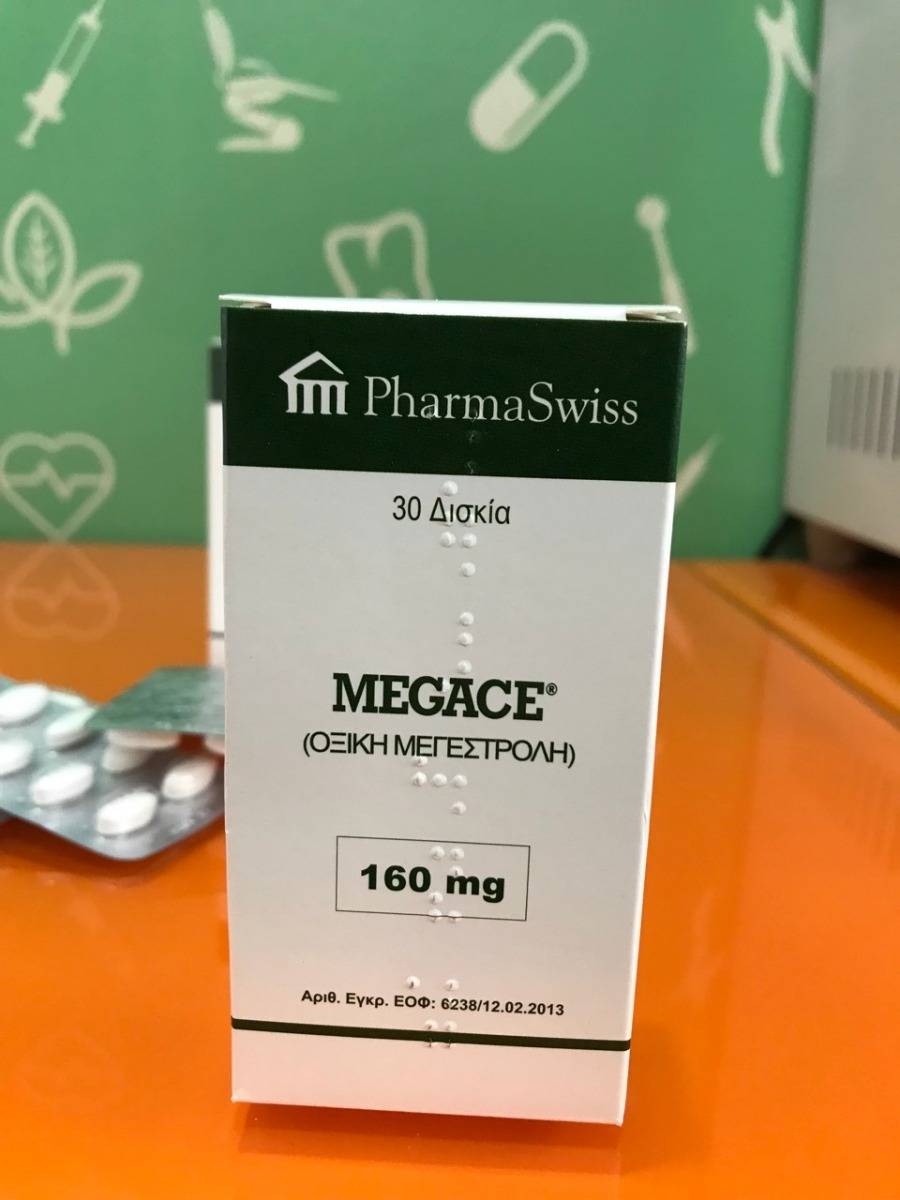 PharmaSwiss
30 Δισκία
MEGACE®
(ΟΞΙΚΗ ΜΕΓΕΣΤΡΟΛΗ)
160 mg
Αριθ. Εγκρ. ΕΟΦ: 6238/12.02.2013